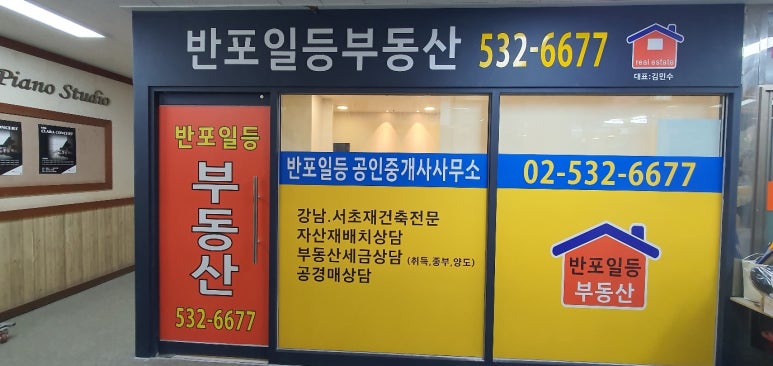 반포일등부동산 532-6677
real estate
대표:김민수
Piano Studio
CLARA CONCERT
반포일등
부동산
532-6677
반포일등 공인중개사사무소
강남.서초재건축전문
자산재배치상담
부동산세금상담 (취득,종부,양도)
공경매상담
02-532-6677
반포일등
부동산